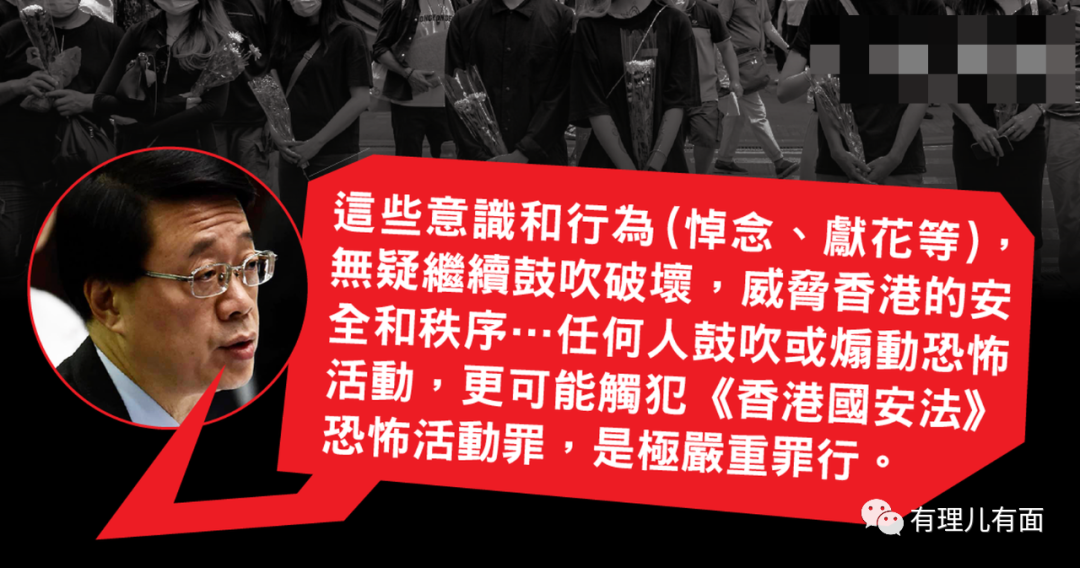 這些意識和行為(悼念、獻花等)，
無疑繼續鼓吹破壞，威脅香港的安
全和秩序…任何人鼓吹或煽動恐怖
活動，更可能觸犯《香港國安法》
恐怖活動罪，是極嚴重罪行。
有理儿有面